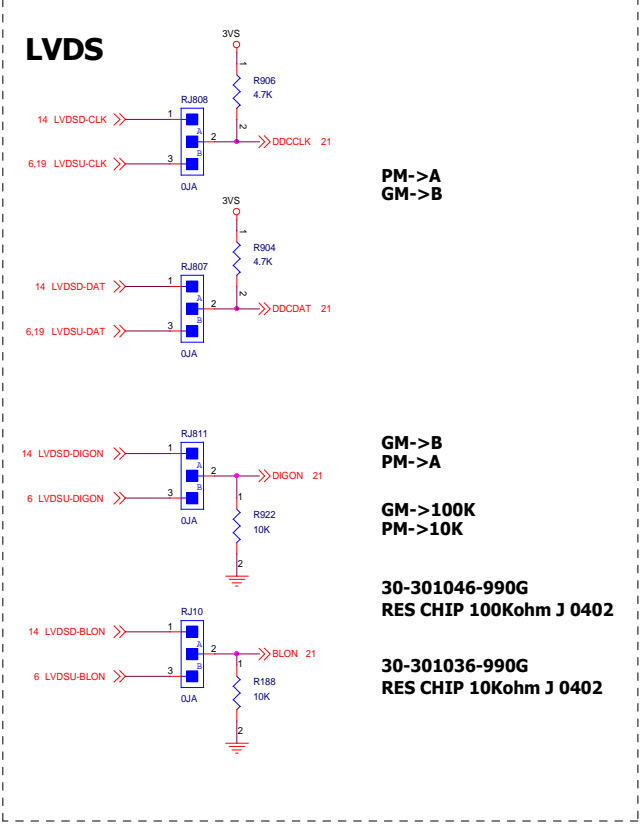 LVDS
3VS
1
R906
4.7K
2
RJ808
14 LVDSD-CLK
1
A
2
DDCCLK 21
B
6,19 LVDSU-CLK
3
0JA
PM->A
GM->B
3VS
1
R904
4.7K
2
RJ807
14 LVDSD-DAT
1
A
2
DDCDAT 21
B
6,19 LVDSU-DAT
3
0JA
RJ811
14 LVDSD-DIGON
1
A
2
DIGON 21
B
6 LVDSU-DIGON
3
0JA
1
R922
10K
2
GM->B
PM->A
GM->100K
PM->10K
30-301046-990G
RES CHIP 100Kohm J 0402
RJ10
14 LVDSD-BLON
1
A
2
BLON 21
B
6 LVDSU-BLON
3
0JA
1
R188
10K
2
30-301036-990G
RES CHIP 10Kohm J 0402